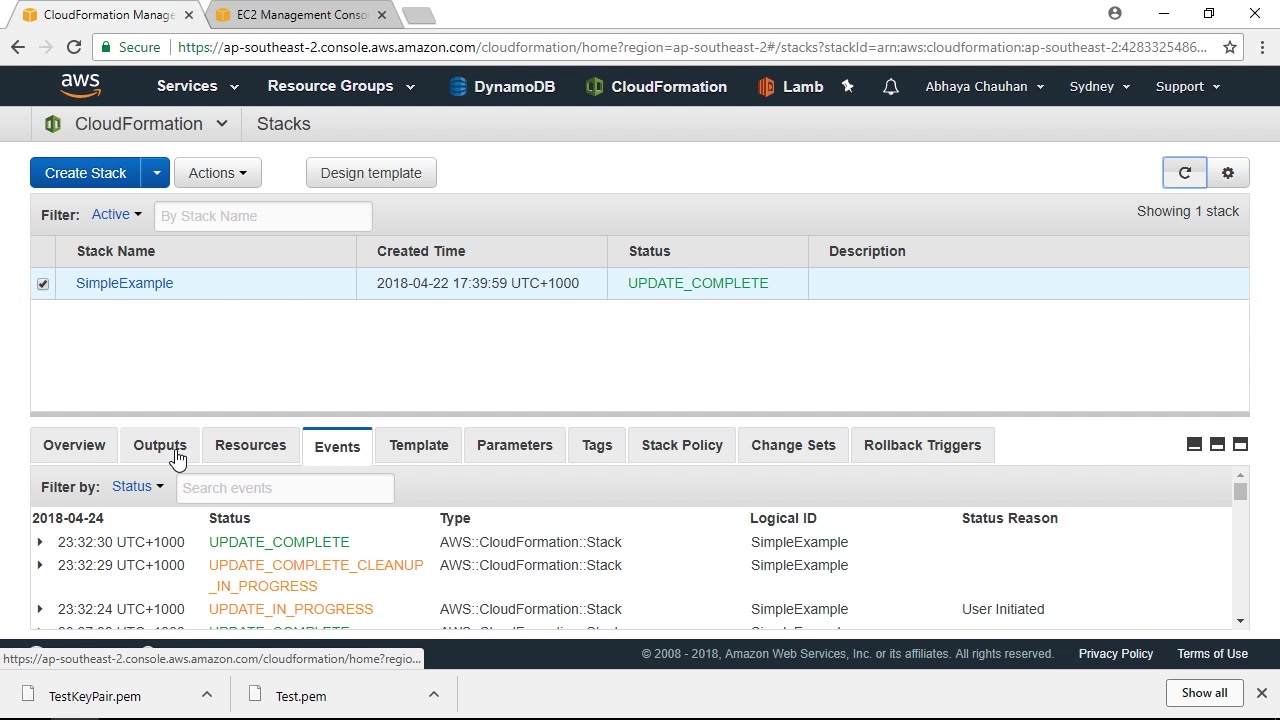 CloudFormation Manage
EC2 Management Conso
Secure
https://ap-southeast-2.console.aws.amazon.com/cloudformation/home?region=ap-southeast-2#/stacks?stackId=arn:aws:cloudformation:ap-southeast-2:4283325486...
aws Services Resource Groups DynamoDB CloudFormation Lamb Abhaya Chauhan Sydney Support
CloudFormation Stacks
Create Stack Actions Design template
Filter: Active By Stack Name Showing 1 stack
Stack Name Created Time Status Description
SimpleExample 2018-04-22 17:39:59 UTC+1000 UPDATE_COMPLETE
Overview Outputs Resources Events Template Parameters Tags Stack Policy Change Sets Rollback Triggers
Filter by: Status Search events
2018-04-24 Status Type Logical ID Status Reason
23:32:30 UTC+1000 UPDATE_COMPLETE AWS::CloudFormation::Stack SimpleExample
23:32:29 UTC+1000 UPDATE_COMPLETE_CLEANUP AWS::CloudFormation::Stack SimpleExample
_IN_PROGRESS
23:32:24 UTC+1000 UPDATE_IN_PROGRESS AWS::CloudFormation::Stack SimpleExample User Initiated
© 2008 - 2018, Amazon Web Services, Inc. or its affiliates. All rights reserved. Privacy Policy Terms of Use
https://ap-southeast-2.console.aws.amazon.com/cloudformation/home?regio...
TestKeyPair.pem Test.pem Show all